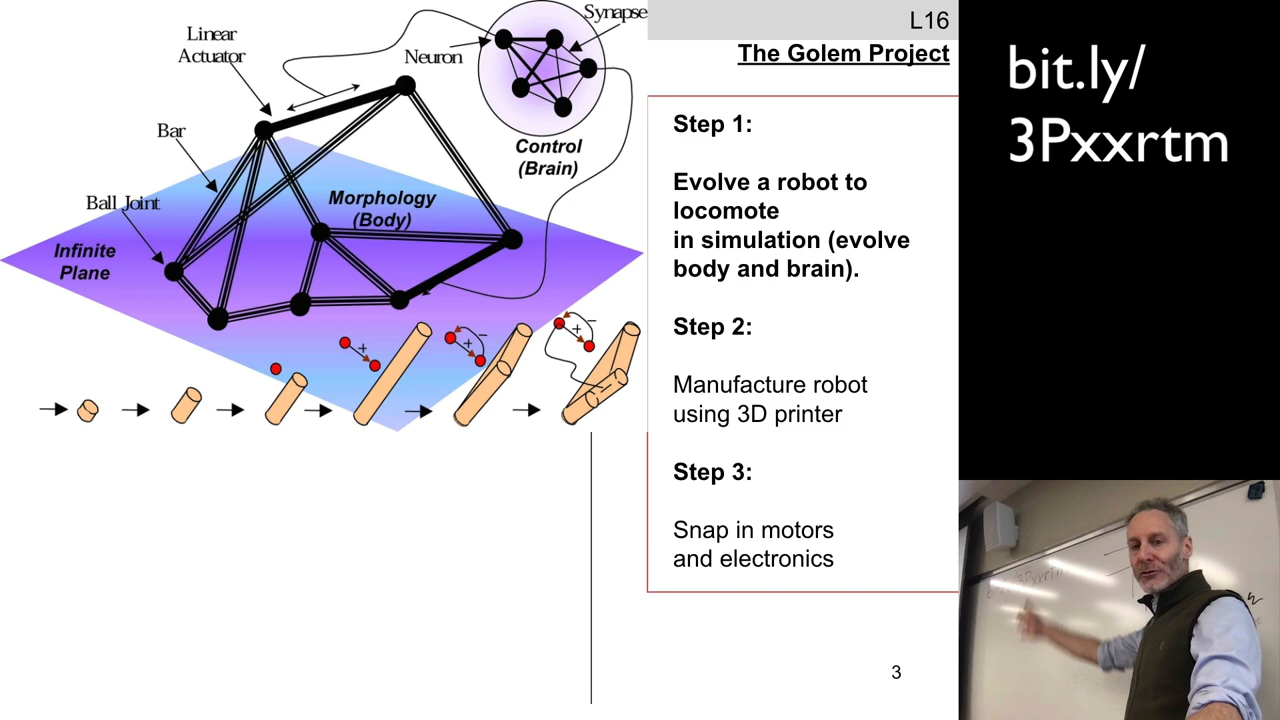 Synapse
Linear
Actuator
Neuron
Bar
Control
(Brain)
Ball Joint
Morphology
(Body)
Infinite
Plane
+
+
−
+
−
L16
The Golem Project
Step 1:
Evolve a robot to
locomote
in simulation (evolve
body and brain).
Step 2:
Manufacture robot
using 3D printer
Step 3:
Snap in motors
and electronics
3
bit.ly/
3Pxxrtm